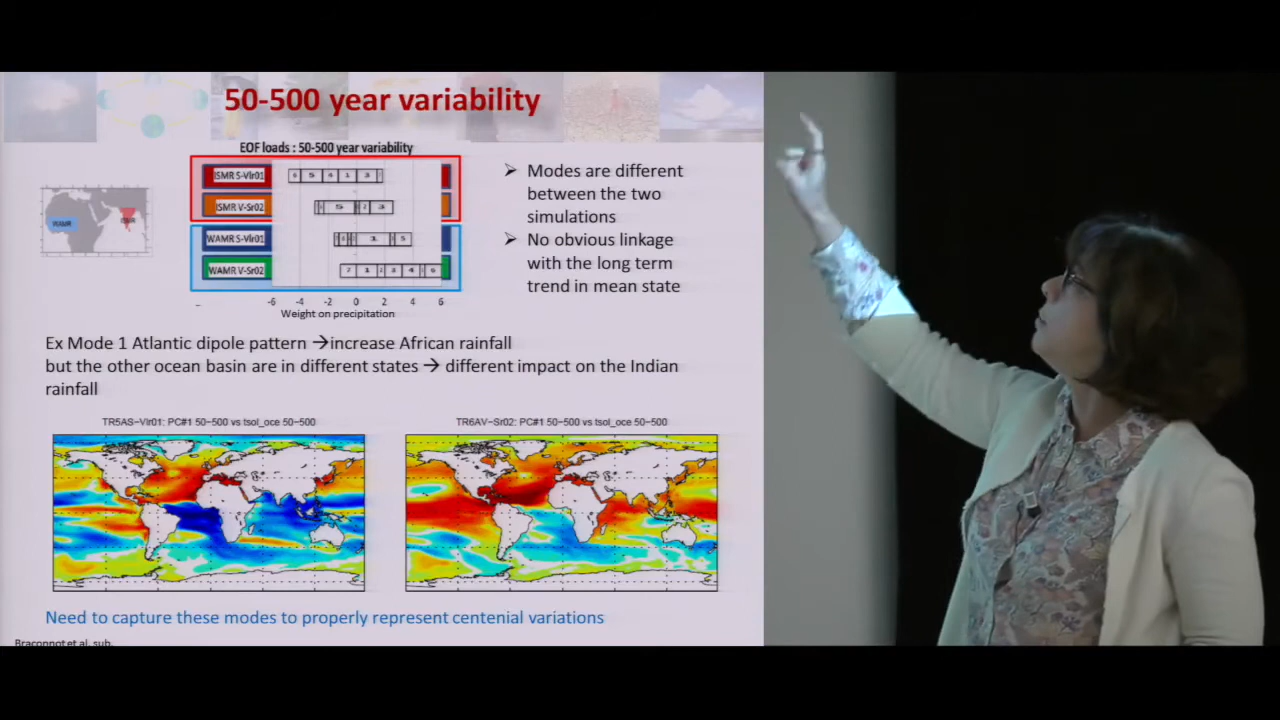 50-500 year variability
EOF loads : 50-500 year variability
ISMR S-Vlr01
ISMR V-Sr02
WAMR S-Vlr01
WAMR V-Sr02
WAMR
-6 -4 -2 0 2 4 6
Weight on precipitation
➢ Modes are different
between the two
simulations
➢ No obvious linkage
with the long term
trend in mean state
Ex Mode 1 Atlantic dipole pattern → increase African rainfall
but the other ocean basin are in different states → different impact on the Indian
rainfall
TR5AS-Vlr01: PC#1 50-500 vs tsol_oce 50-500
TR6AV-Sr02: PC#1 50-500 vs tsol_oce 50-500
Need to capture these modes to properly represent centenial variations
Braconnot et al. sub.